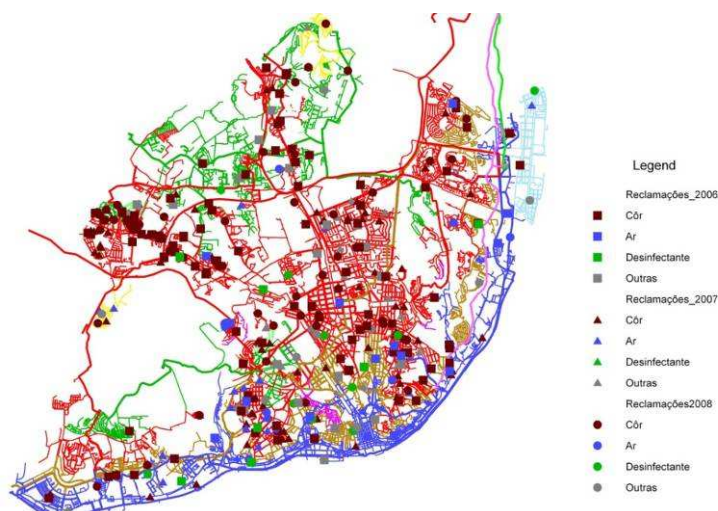 Legend
Reclamações_2006
Côr
Ar
Desinfectante
Outras
Reclamações_2007
Côr
Ar
Desinfectante
Outras
Reclamações2008
Côr
Ar
Desinfectante
Outras